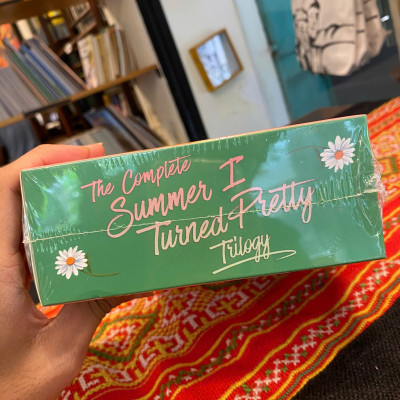 The Complete
Summer I
Turned Pretty
Trilogy